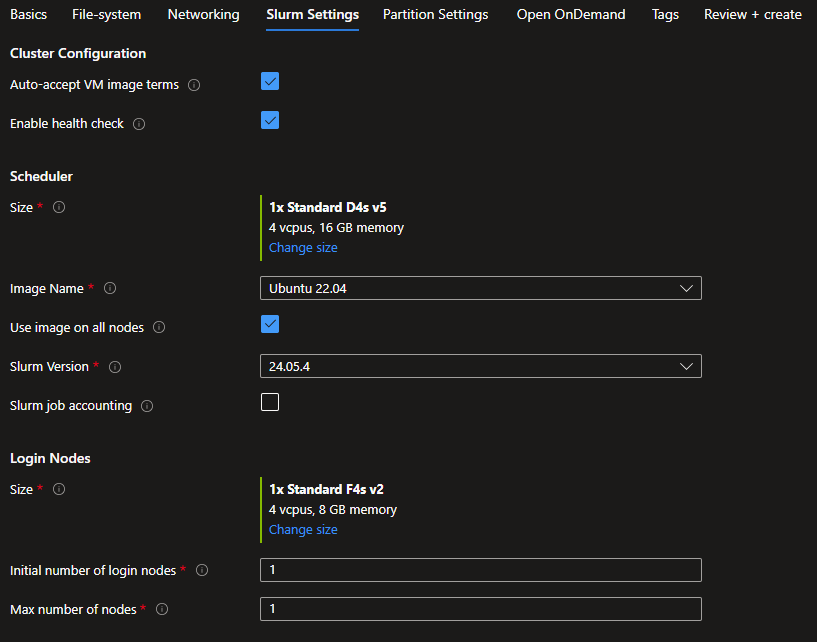 Basics File-system Networking Slurm Settings Partition Settings Open OnDemand Tags Review + create
Cluster Configuration
Auto-accept VM image terms
Enable health check
Scheduler
Size *
1x Standard D4s v5
4 vcpus, 16 GB memory
Change size
Image Name * Ubuntu 22.04
Use image on all nodes
Slurm Version * 24.05.4
Slurm job accounting
Login Nodes
Size *
1x Standard F4s v2
4 vcpus, 8 GB memory
Change size
Initial number of login nodes * 1
Max number of nodes * 1